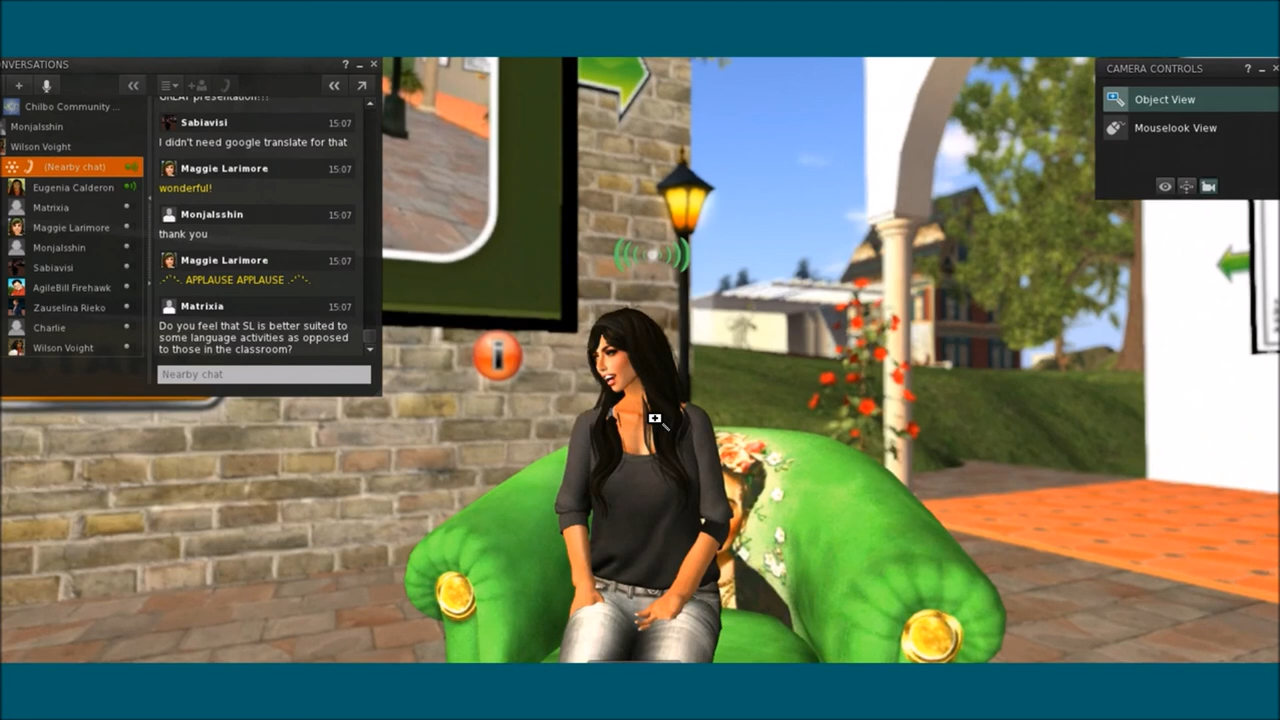 NVERSATIONS
? _ ×
Chilbo Community ...
Monjalsshin
Wilson Voight
(Nearby chat)
Eugenia Calderon
Matrixia
Maggie Larimore
Monjalsshin
Sabiavisi
AgileBill Firehawk
Zauselina Rieko
Charlie
Wilson Voight
GREAT presentation!!!
Sabiavisi 15:07
I didn't need google translate for that
Maggie Larimore 15:07
wonderful!
Monjalsshin 15:07
thank you
Maggie Larimore 15:07
APPLAUSE APPLAUSE
Matrixia 15:07
Do you feel that SL is better suited to
some language activities as opposed
to those in the classroom?
Nearby chat
i
CAMERA CONTROLS
? _ ×
Object View
Mouselook View